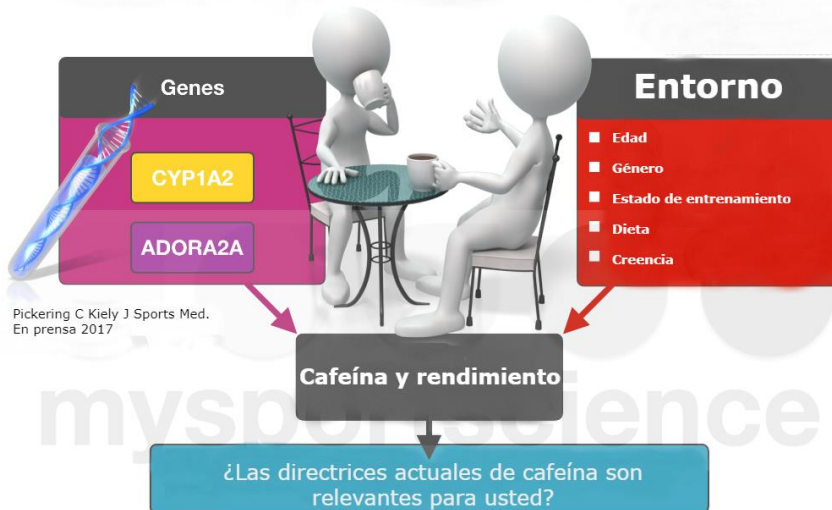 Genes
CYP1A2
ADORA2A
Pickering C Kiely J Sports Med.
En prensa 2017
Entorno
Edad
Género
Estado de entrenamiento
Dieta
Creencia
Cafeína y rendimiento
mysportscience
¿Las directrices actuales de cafeína son
relevantes para usted?